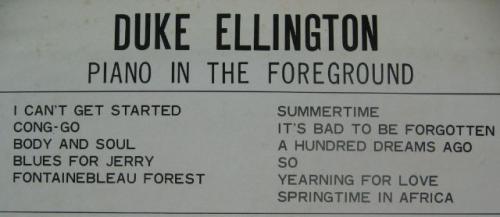 DUKE ELLINGTON
PIANO IN THE FOREGROUND
I CAN'T GET STARTED
CONG-GO
BODY AND SOUL
BLUES FOR JERRY
FONTAINEBLEAU FOREST
SUMMERTIME
IT'S BAD TO BE FORGOTTEN
A HUNDRED DREAMS AGO
SO
YEARNING FOR LOVE
SPRINGTIME IN AFRICA